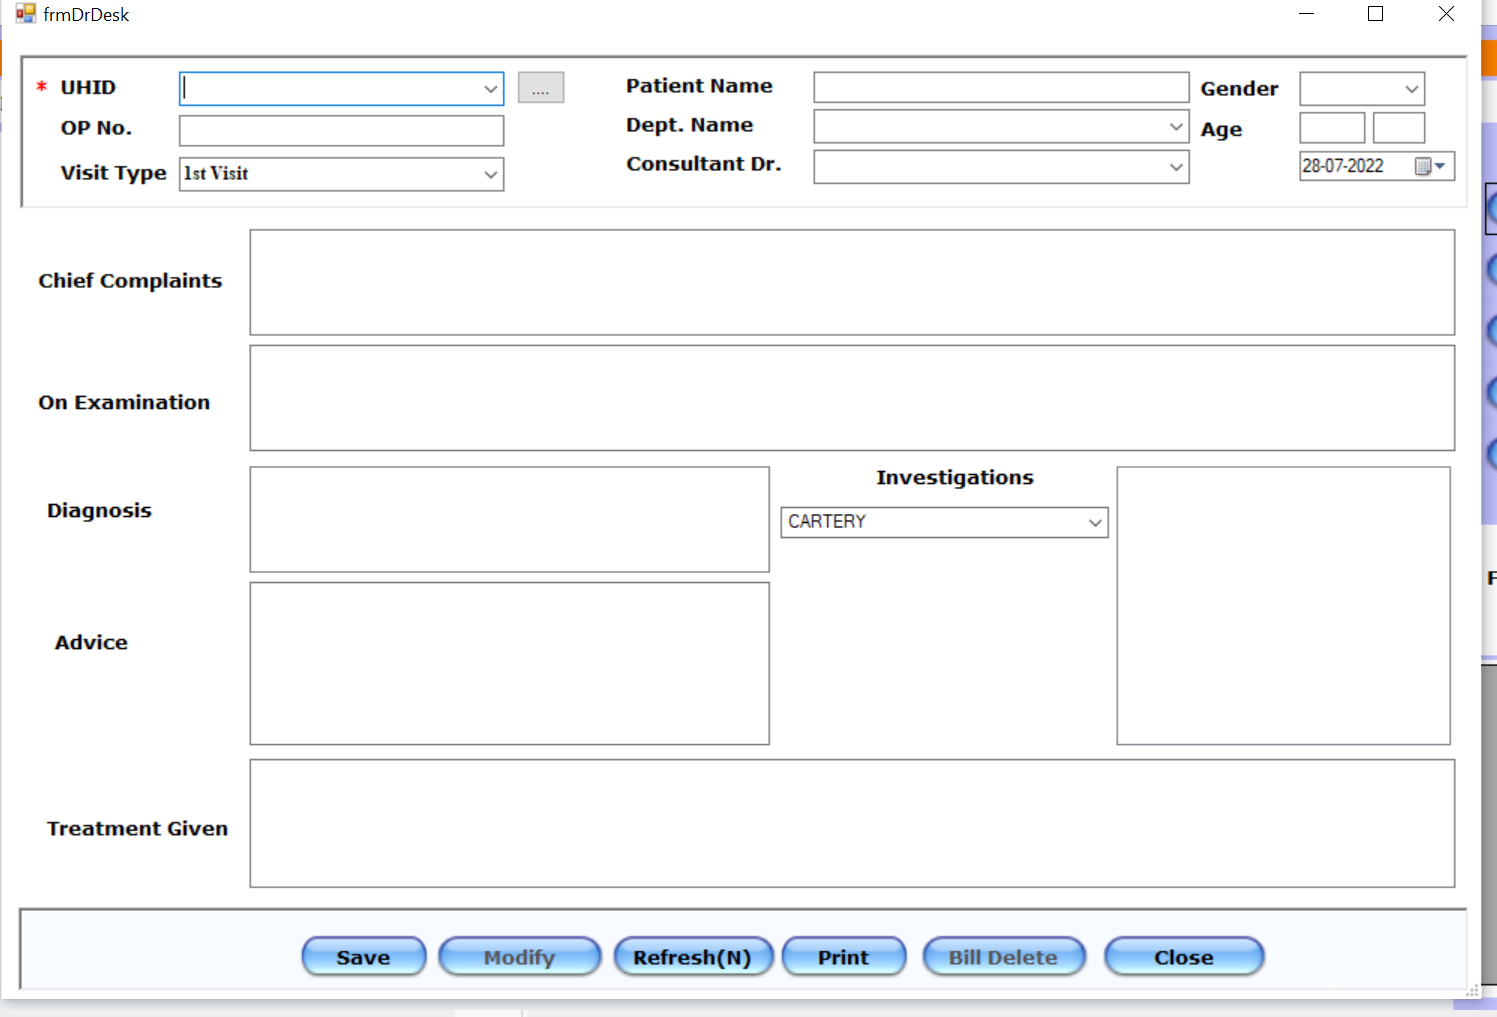 frmDrDesk
* UHID .... Patient Name Gender
OP No. Dept. Name Age
Visit Type 1st Visit Consultant Dr. 28-07-2022
Chief Complaints
On Examination
Investigations
Diagnosis
CARTERY
Advice
Treatment Given
Save Modify Refresh(N) Print Bill Delete Close